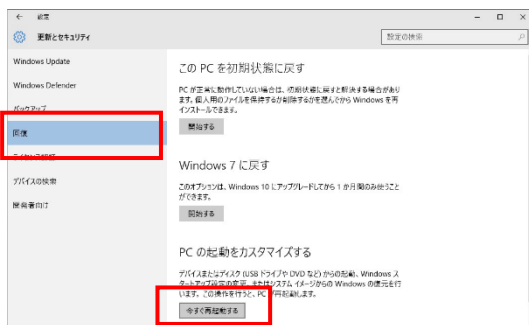 ← 設定
更新とセキュリティ
設定の検索
Windows Update
Windows Defender
バックアップ
回復
ライセンス認証
デバイスの検索
開発者向け
この PC を初期状態に戻す
PC が正常に動作していない場合は、初期状態に戻すと解決する場合があり
ます。個人用のファイルを保持するか削除するかを選んでから Windows を再
インストールできます。
開始する
Windows 7 に戻す
このオプションは、Windows 10 にアップグレードしてから 1 か月間のみ使うこと
ができます。
開始する
PC の起動をカスタマイズする
デバイスまたはディスク (USB ドライブや DVD など) からの起動、Windows ス
タートアップ設定の変更、またはシステム イメージからの Windows の復元を行
います。この操作を行うと、PC が再起動します。
今すぐ再起動する